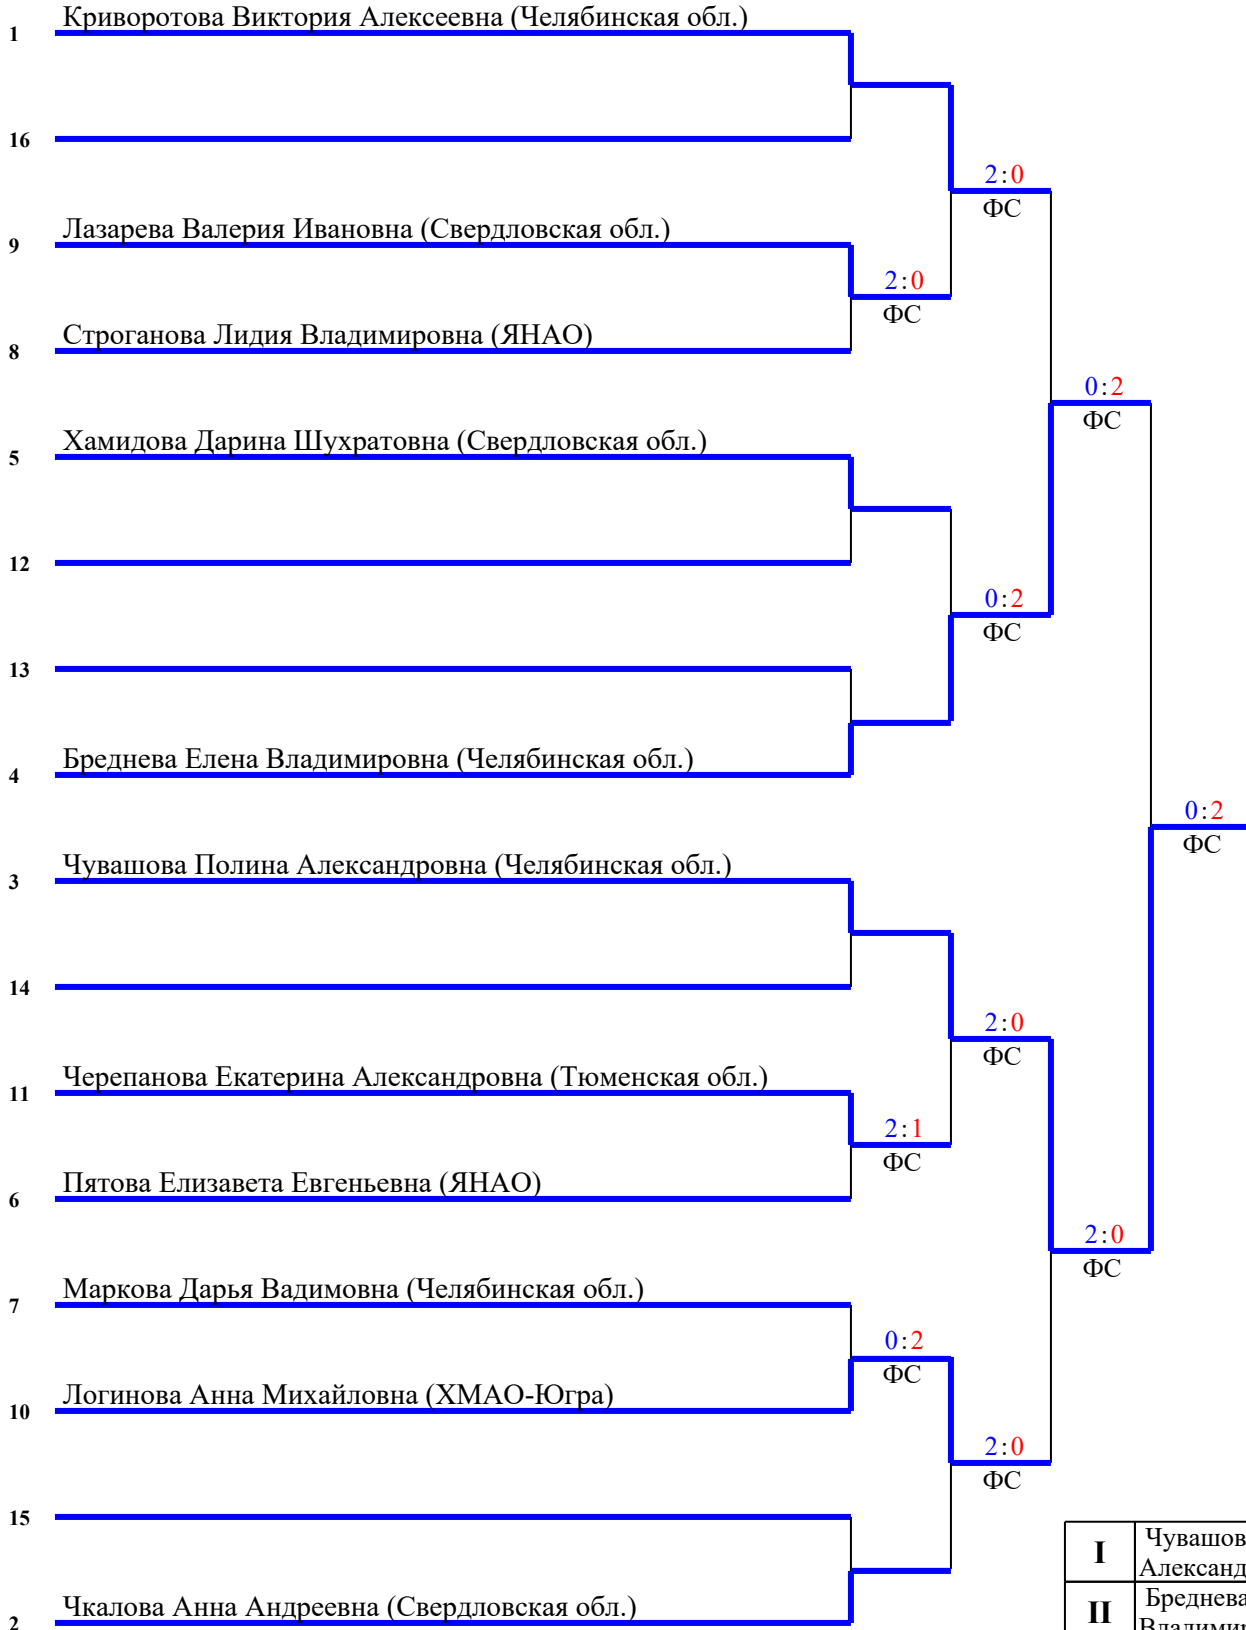 Криворотова Виктория Алексеевна (Челябинская обл.)
1
16
2:0
ФС
Лазарева Валерия Ивановна (Свердловская обл.)
9
2:0
ФС
Строганова Лидия Владимировна (ЯНАО)
8
0:2
ФС
Хамидова Дарина Шухратовна (Свердловская обл.)
5
12
0:2
ФС
13
Бреднева Елена Владимировна (Челябинская обл.)
4
0:2
ФС
Чувашова Полина Александровна (Челябинская обл.)
3
14
2:0
ФС
Черепанова Екатерина Александровна (Тюменская обл.)
11
2:1
ФС
Пятова Елизавета Евгеньевна (ЯНАО)
6
2:0
ФС
Маркова Дарья Вадимовна (Челябинская обл.)
7
0:2
ФС
Логинова Анна Михайловна (ХМАО-Югра)
10
2:0
ФС
15
I Чувашов
Александ
II Бреднева
Владимир
Чкалова Анна Андреевна (Свердловская обл.)
2